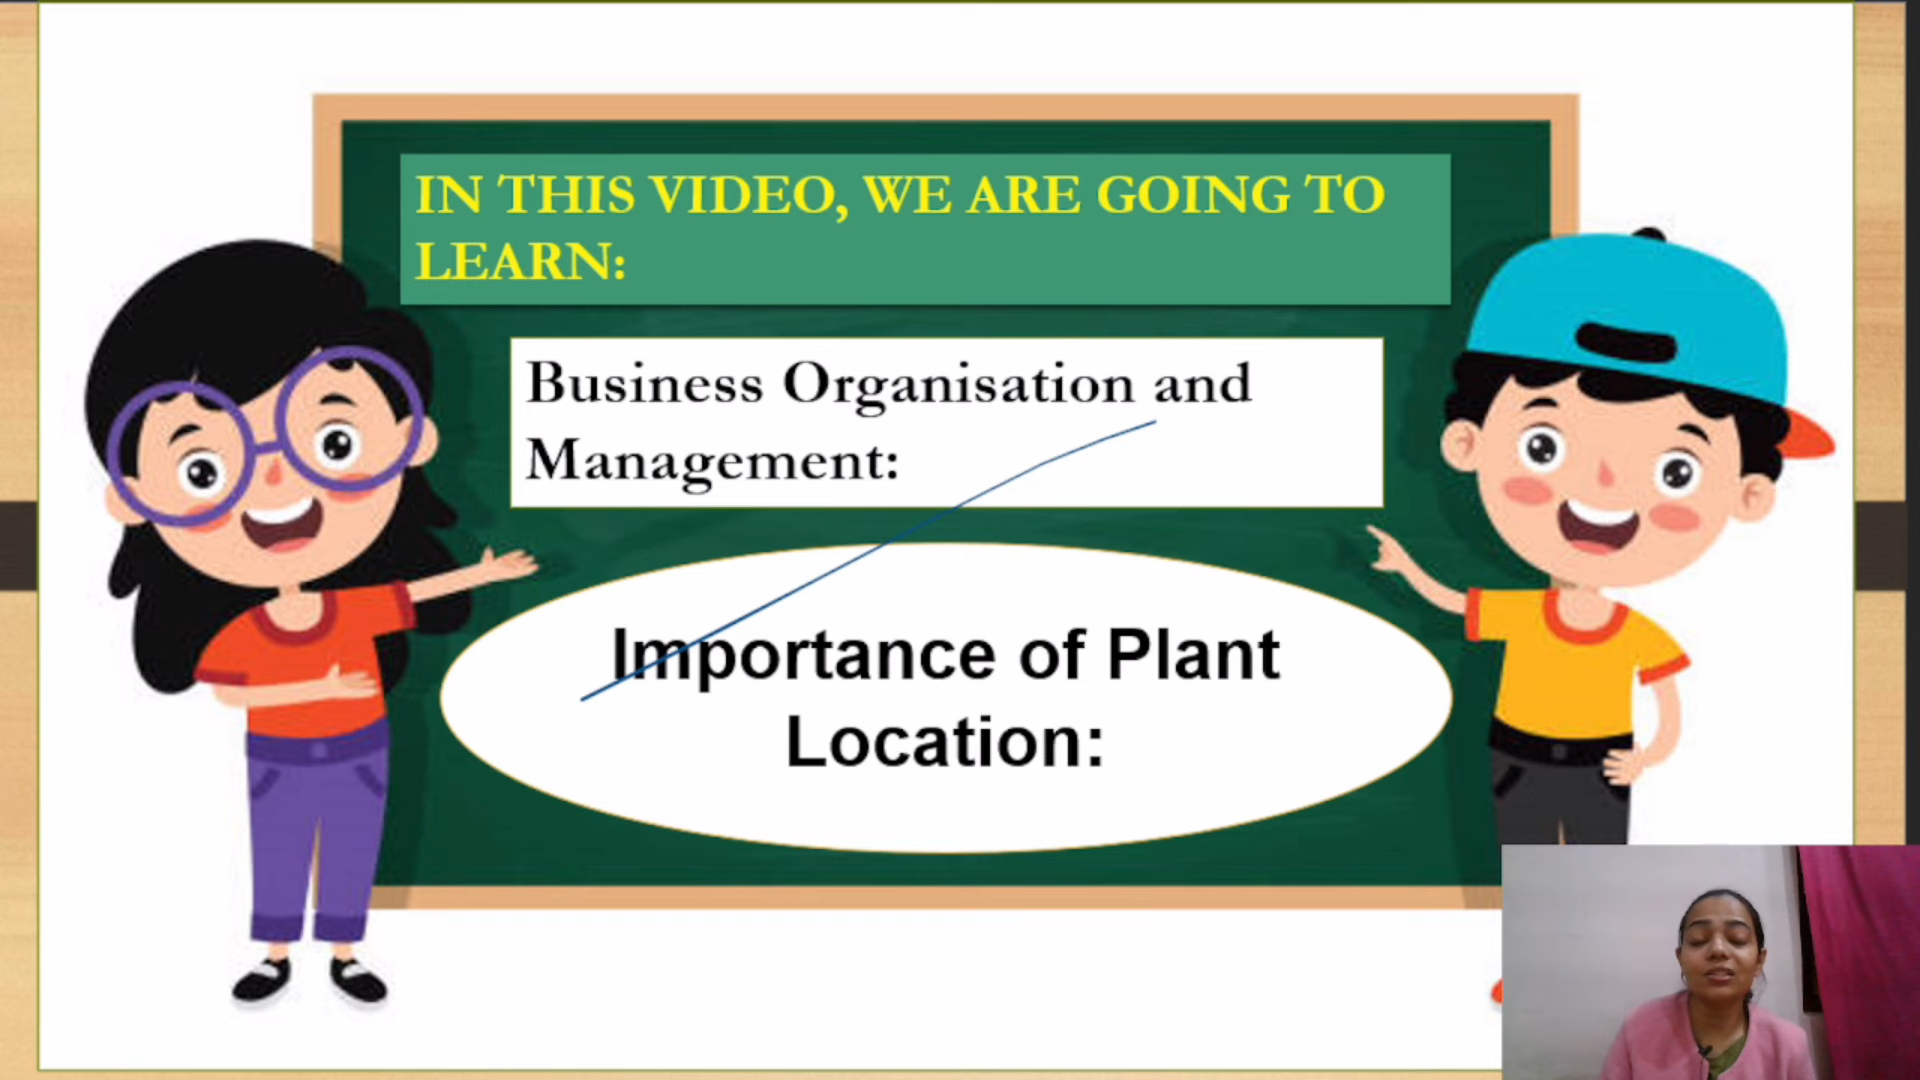 IN THIS VIDEO, WE ARE GOING TO
LEARN:
Business Organisation and
Management:
Importance of Plant
Location: